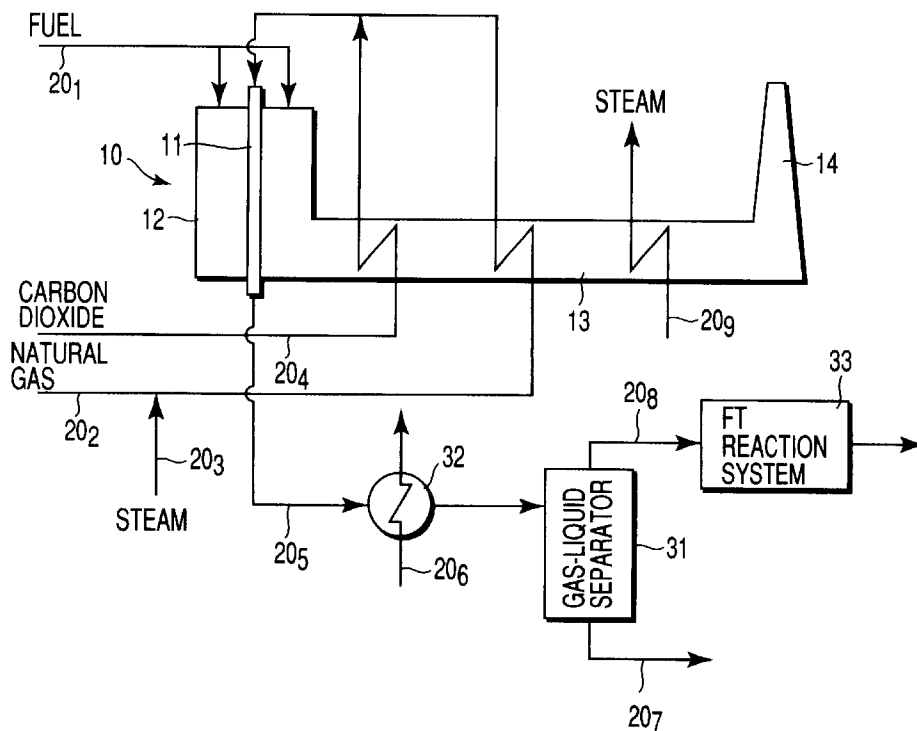 FUEL
20₁
11
10
12
STEAM
14
CARBON
DIOXIDE
20₄
13
20₉
NATURAL
GAS
20₂
20₃
STEAM
20₅
32
20₆
GAS-LIQUID
SEPARATOR
31
20₇
20₈
33
FT
REACTION
SYSTEM